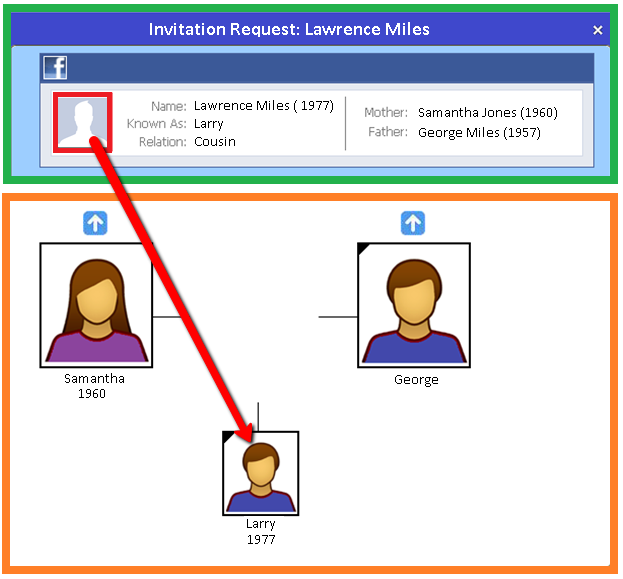 Invitation Request: Lawrence Miles
×
f
Name: Lawrence Miles ( 1977)
Known As: Larry
Relation: Cousin
Mother: Samantha Jones (1960)
Father: George Miles (1957)
Samantha
1960
George
Larry
1977